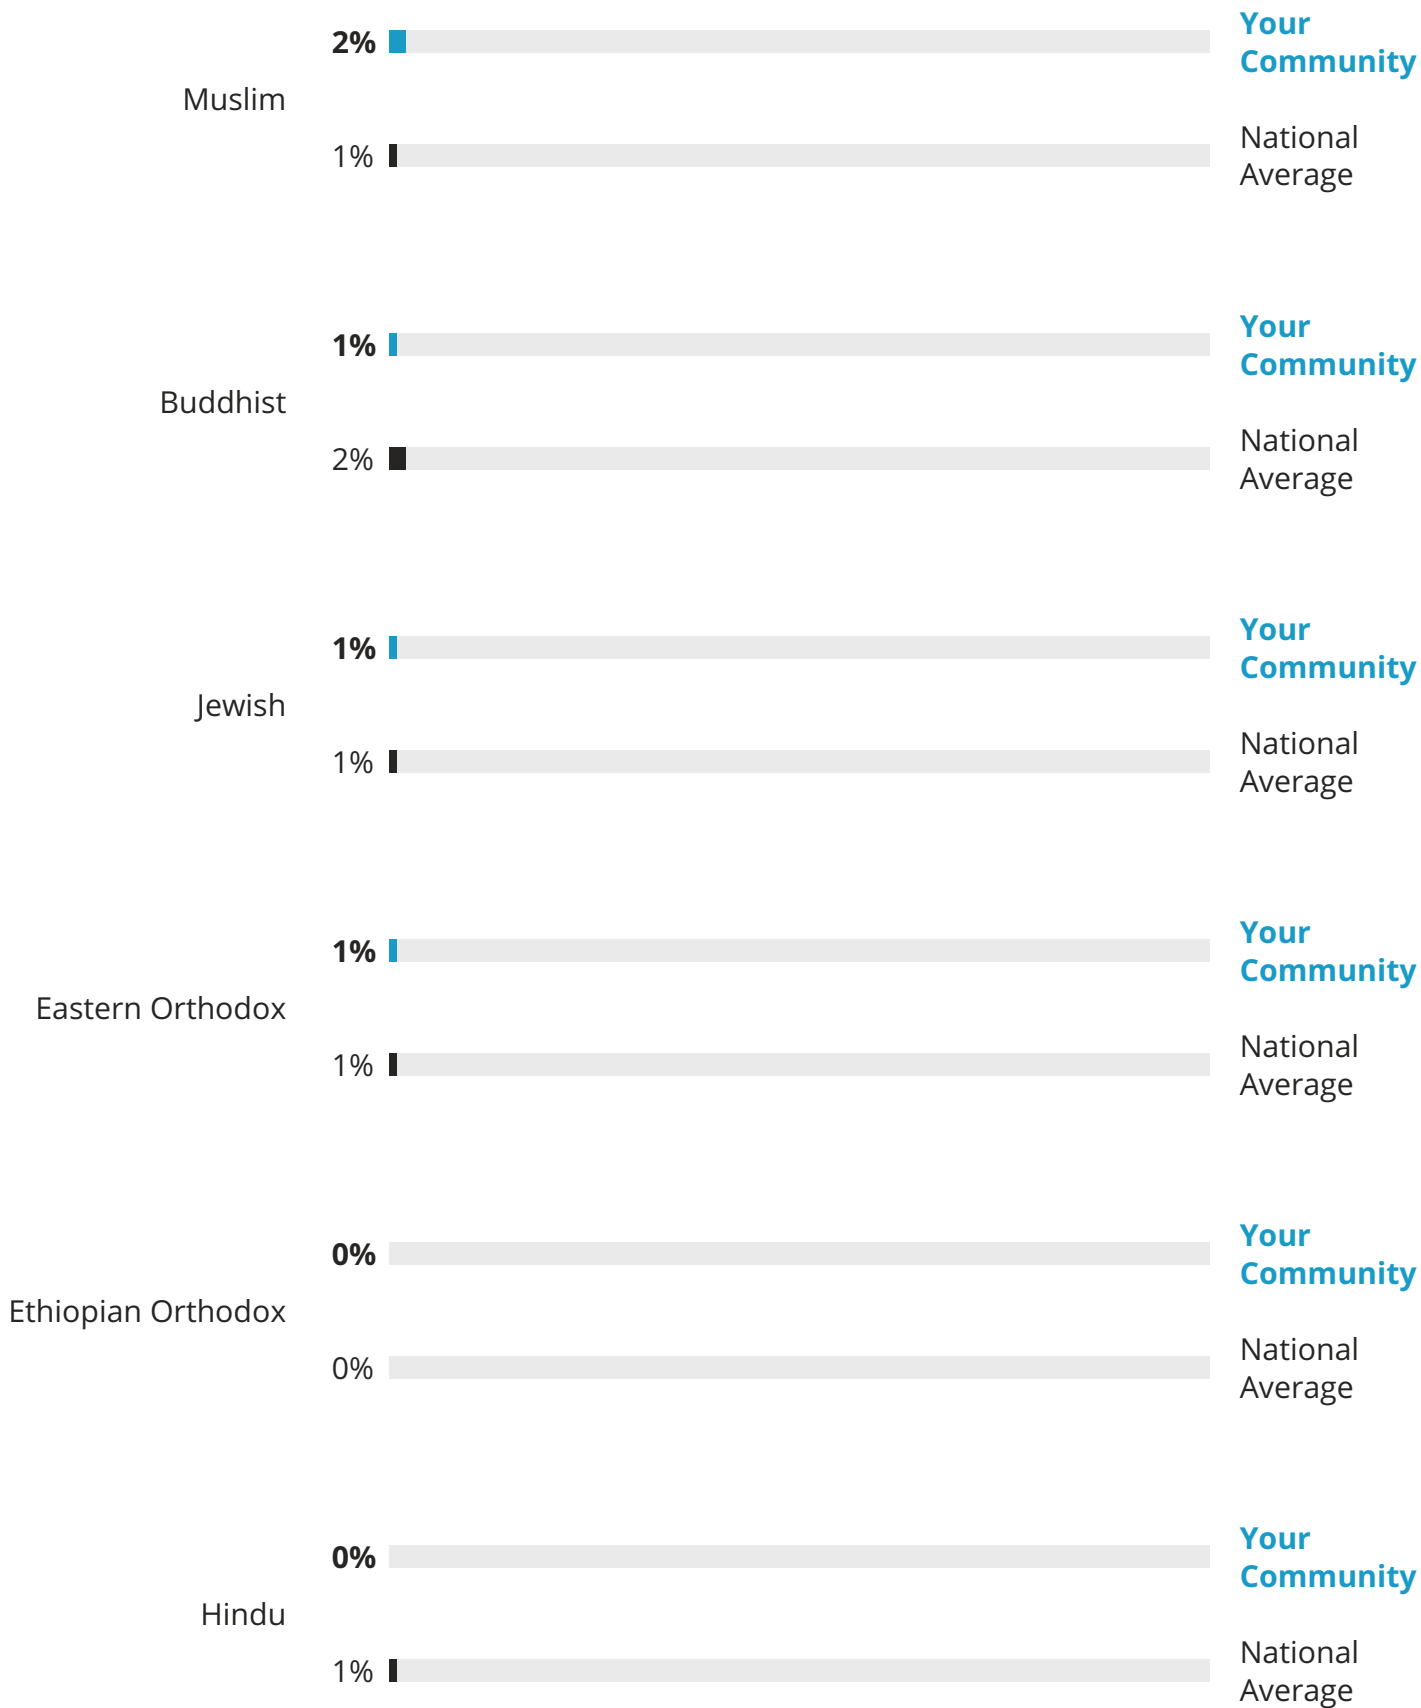 Muslim
2%
Your
Community
1%
National
Average
Buddhist
1%
Your
Community
2%
National
Average
Jewish
1%
Your
Community
1%
National
Average
Eastern Orthodox
1%
Your
Community
1%
National
Average
Ethiopian Orthodox
0%
Your
Community
0%
National
Average
Hindu
0%
Your
Community
1%
National
Average